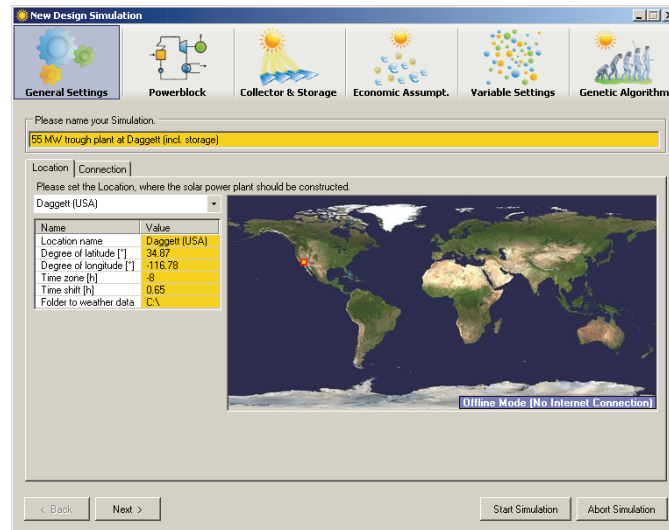 New Design Simulation
General Settings
Powerblock
Collector & Storage
Economic Assumpt.
Variable Settings
Genetic Algorithm
Please name your Simulation.
55 MW trough plant at Daggett (incl. storage)
Location Connection
Please set the Location, where the solar power plant should be constructed.
Daggett (USA)
Name Value
Location name Daggett (USA)
Degree of latitude [°] 34.87
Degree of longitude [°] -116.78
Time zone [h] -8
Time shift [h] 0.65
Folder to weather data C:\
Offline Mode (No Internet Connection)
< Back Next > Start Simulation Abort Simulation